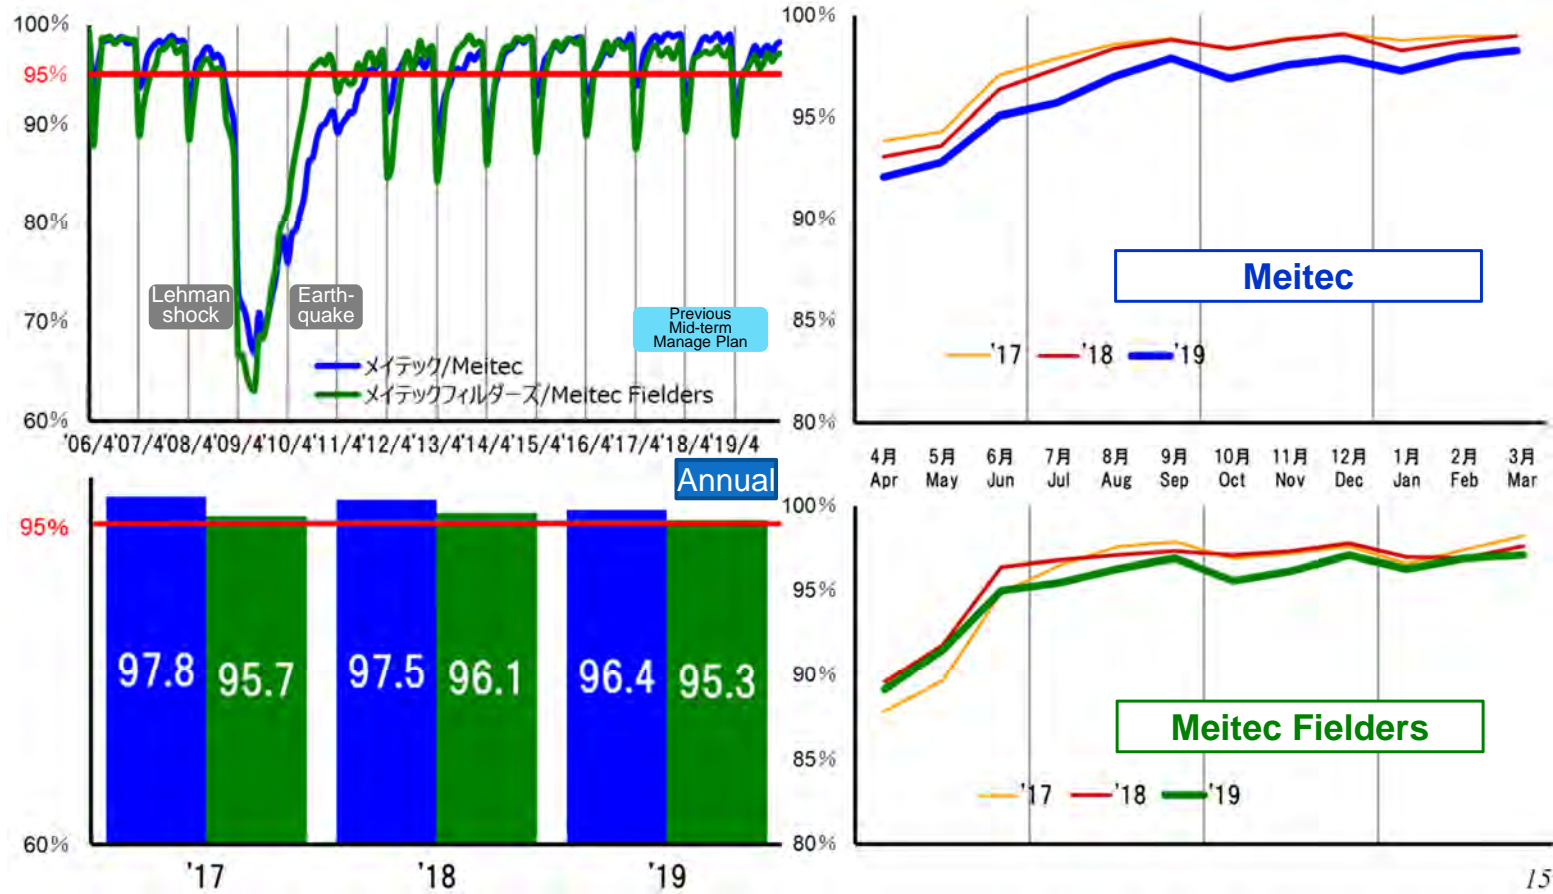 100%
95%
90%
80%
70%
60%
Lehman
shock
Earth-
quake
Previous
Mid-term
Manage Plan
メイテック/Meitec
メイテックフィルダーズ/Meitec Fielders
'06/4'07/4'08/4'09/4'10/4'11/4'12/4'13/4'14/4'15/4'16/4'17/4'18/4'19/4
100%
95%
90%
85%
80%
Meitec
'17 '18 '19
4月 5月 6月 7月 8月 9月 10月 11月 12月 1月 2月 3月
Apr May Jun Jul Aug Sep Oct Nov Dec Jan Feb Mar
Annual
95%
60%
97.8 95.7 97.5 96.1 96.4 95.3
'17 '18 '19
100%
95%
90%
85%
80%
Meitec Fielders
'17 '18 '19
15